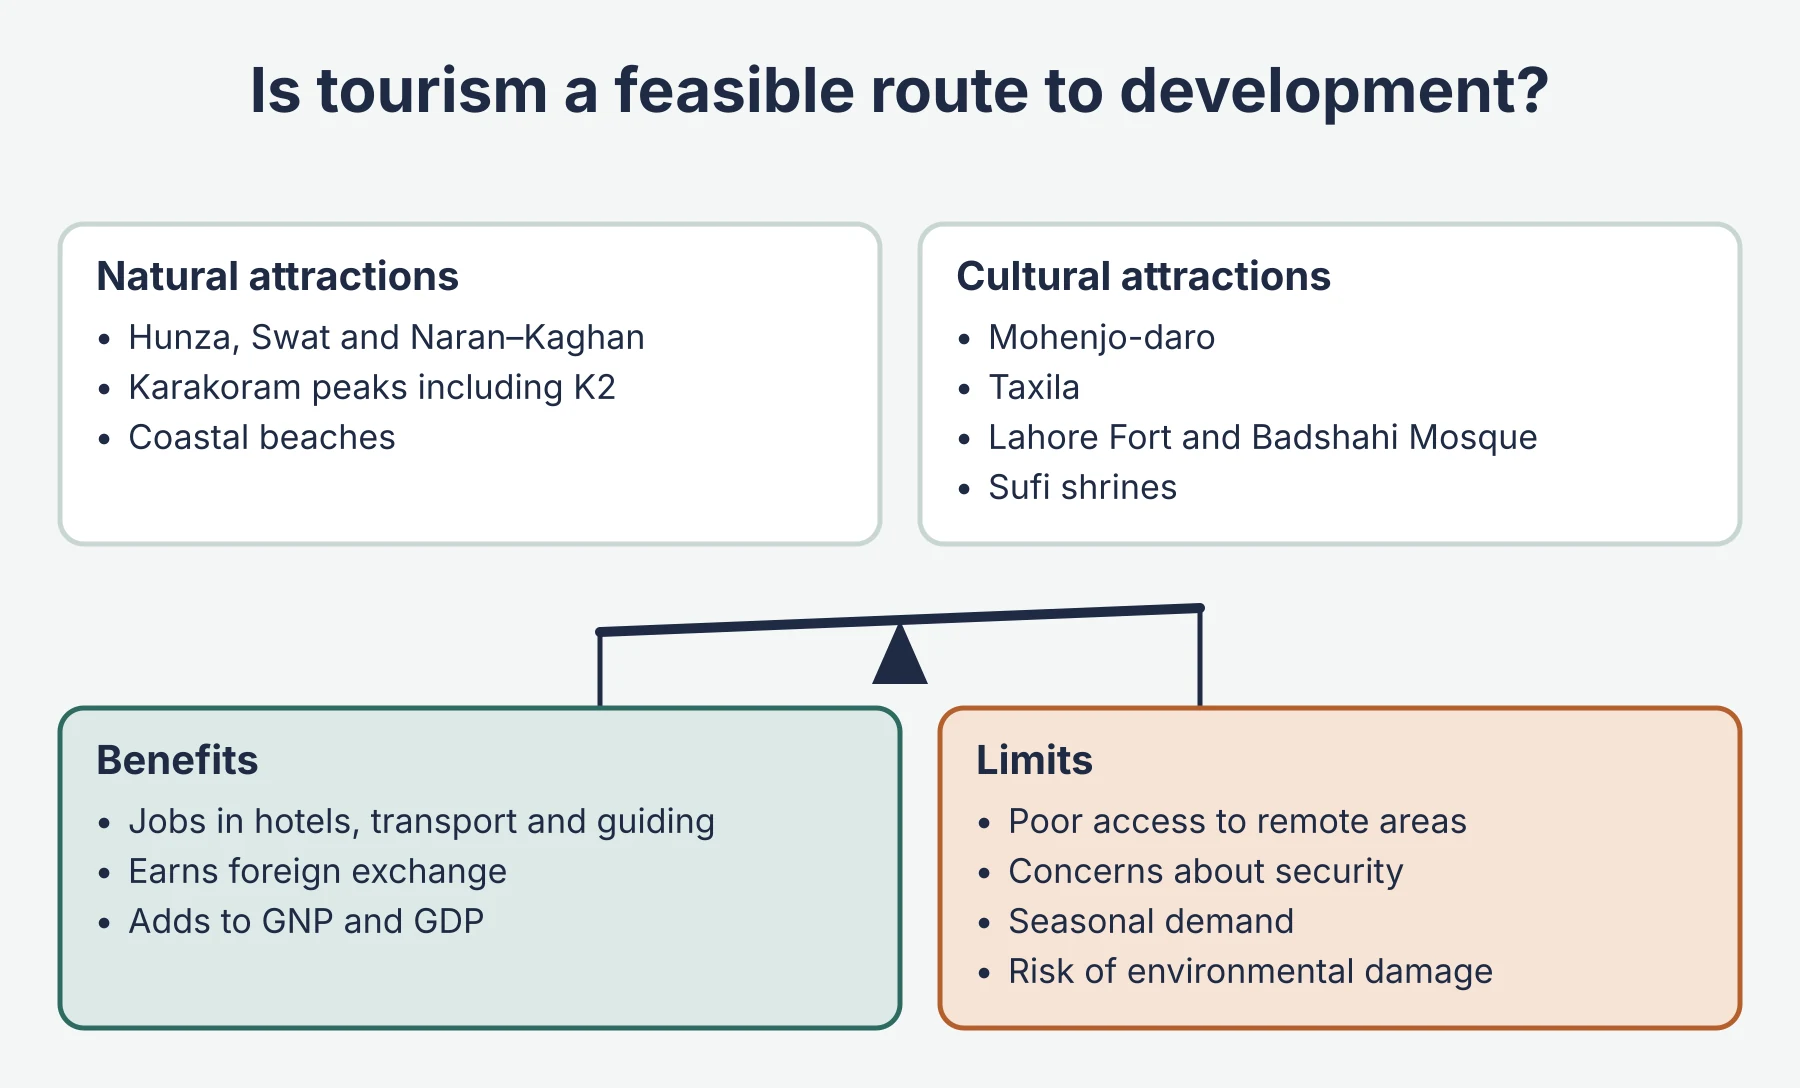 Is tourism a feasible route to development?
Natural attractions
• Hunza, Swat and Naran–Kaghan
• Karakoram peaks including K2
• Coastal beaches
Cultural attractions
• Mohenjo-daro
• Taxila
• Lahore Fort and Badshahi Mosque
• Sufi shrines
Benefits
• Jobs in hotels, transport and guiding
• Earns foreign exchange
• Adds to GNP and GDP
Limits
• Poor access to remote areas
• Concerns about security
• Seasonal demand
• Risk of environmental damage